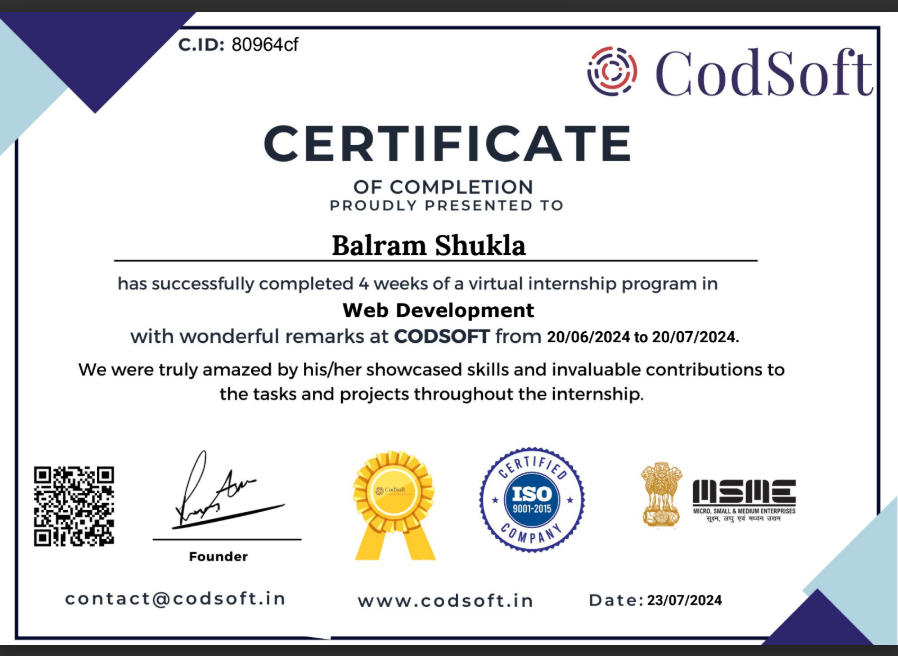 C.ID: 80964cf
CodSoft
CERTIFICATE
OF COMPLETION
PROUDLY PRESENTED TO
Balram Shukla
has successfully completed 4 weeks of a virtual internship program in
Web Development
with wonderful remarks at CODSOFT from 20/06/2024 to 20/07/2024.
We were truly amazed by his/her showcased skills and invaluable contributions to
the tasks and projects throughout the internship.
Founder
CodSoft
CERTIFIED
ISO
9001-2015
COMPANY
MSME
MICRO, SMALL & MEDIUM ENTERPRISES
सूक्ष्म, लघु एवं मध्यम उद्यम
contact@codsoft.in
www.codsoft.in
Date: 23/07/2024